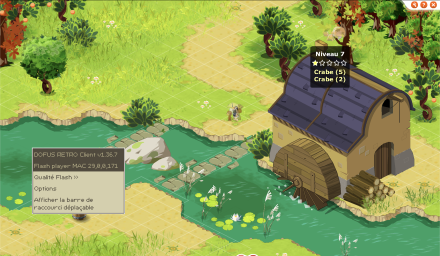 Niveau 7
Crabe (5)
Crabe (2)
DOFUS RETRO Client v1.36.7
Flash player MAC 29,0,0,171
Qualité Flash >>
Options
Afficher la barre de
raccourci déplaçable